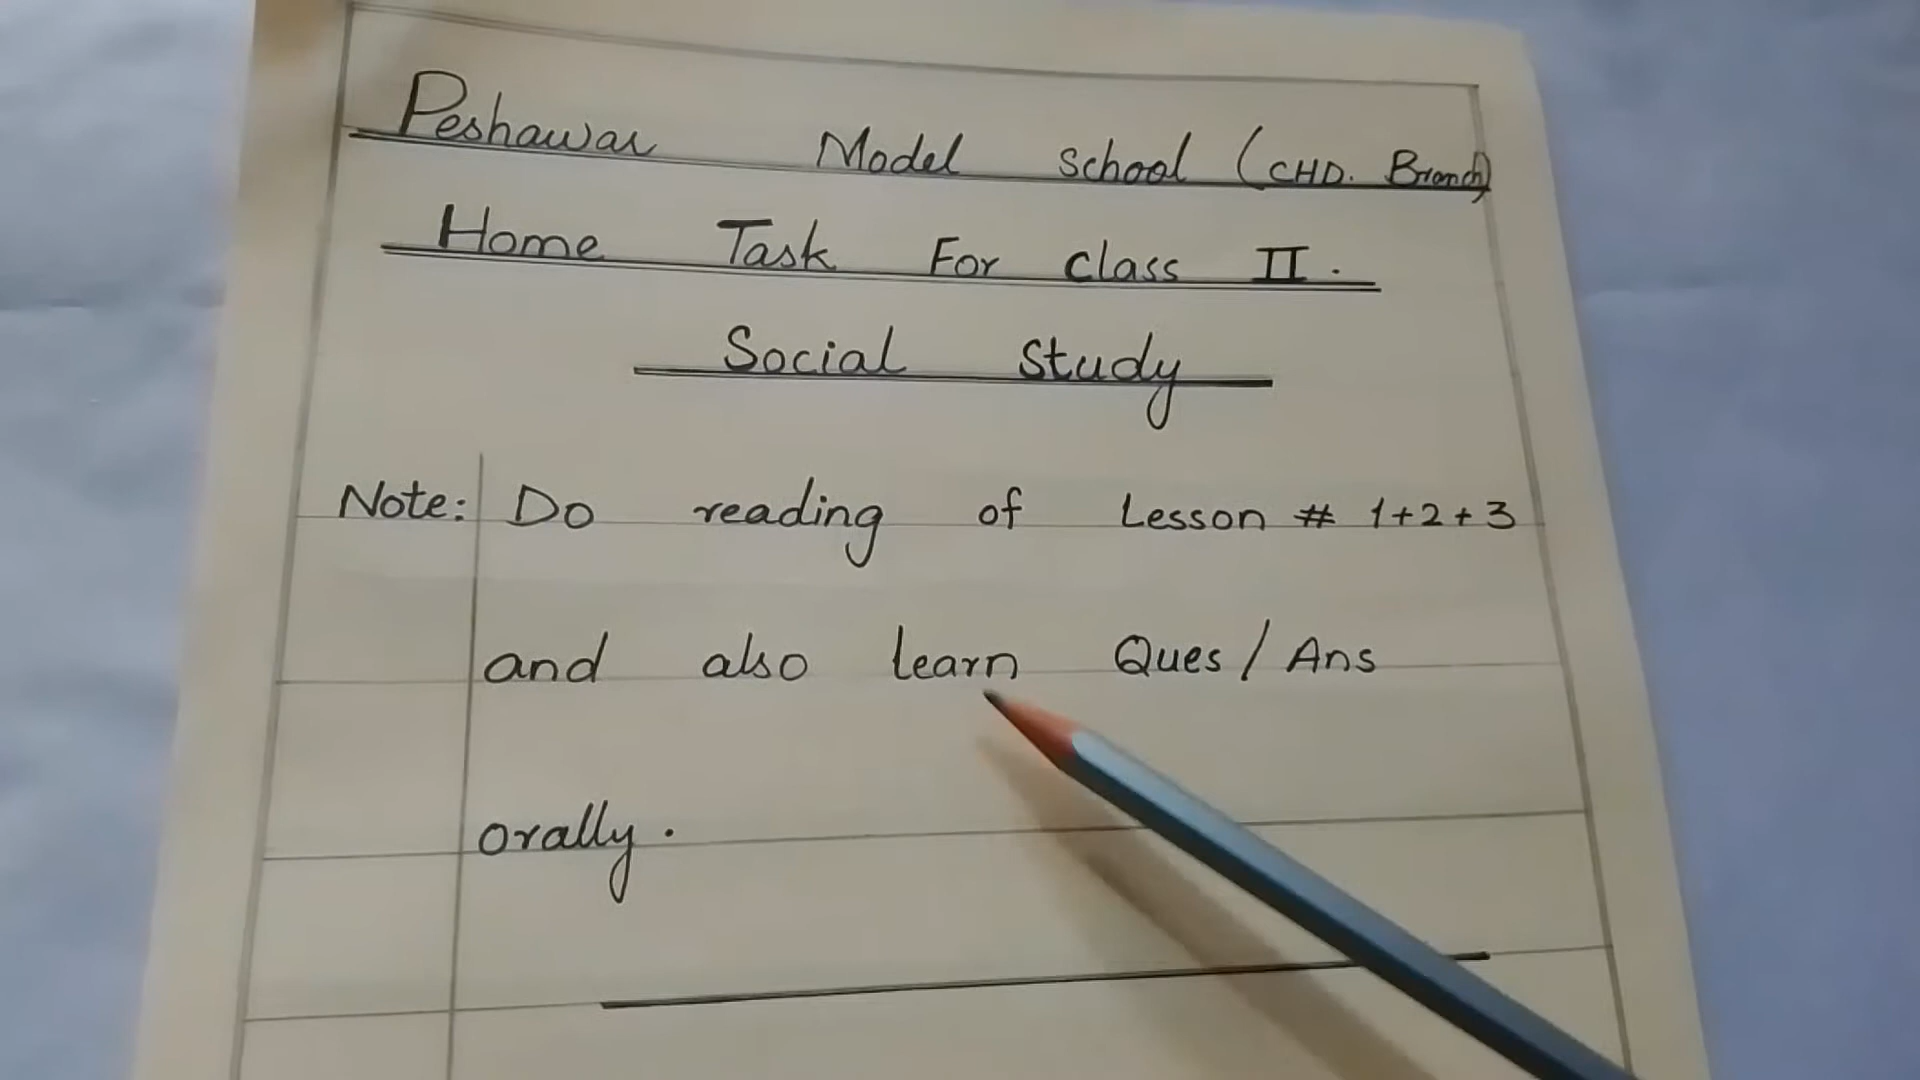 Peshawar Model School (CHD. Branch)
Home Task For Class II.
Social Study
Note: Do reading of Lesson # 1+2+3
and also learn Ques/Ans
orally.